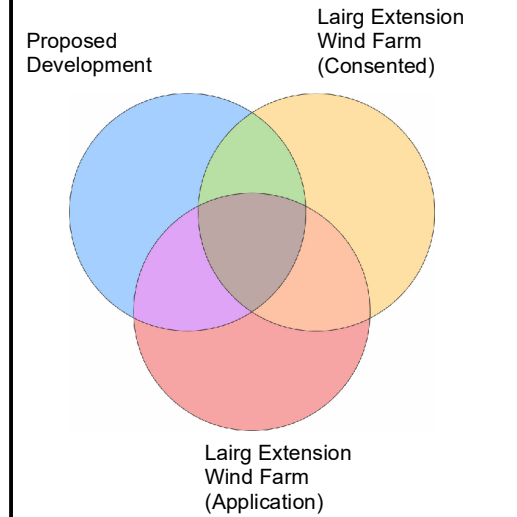 Proposed
Development
Lairg Extension
Wind Farm
(Consented)
Lairg Extension
Wind Farm
(Application)